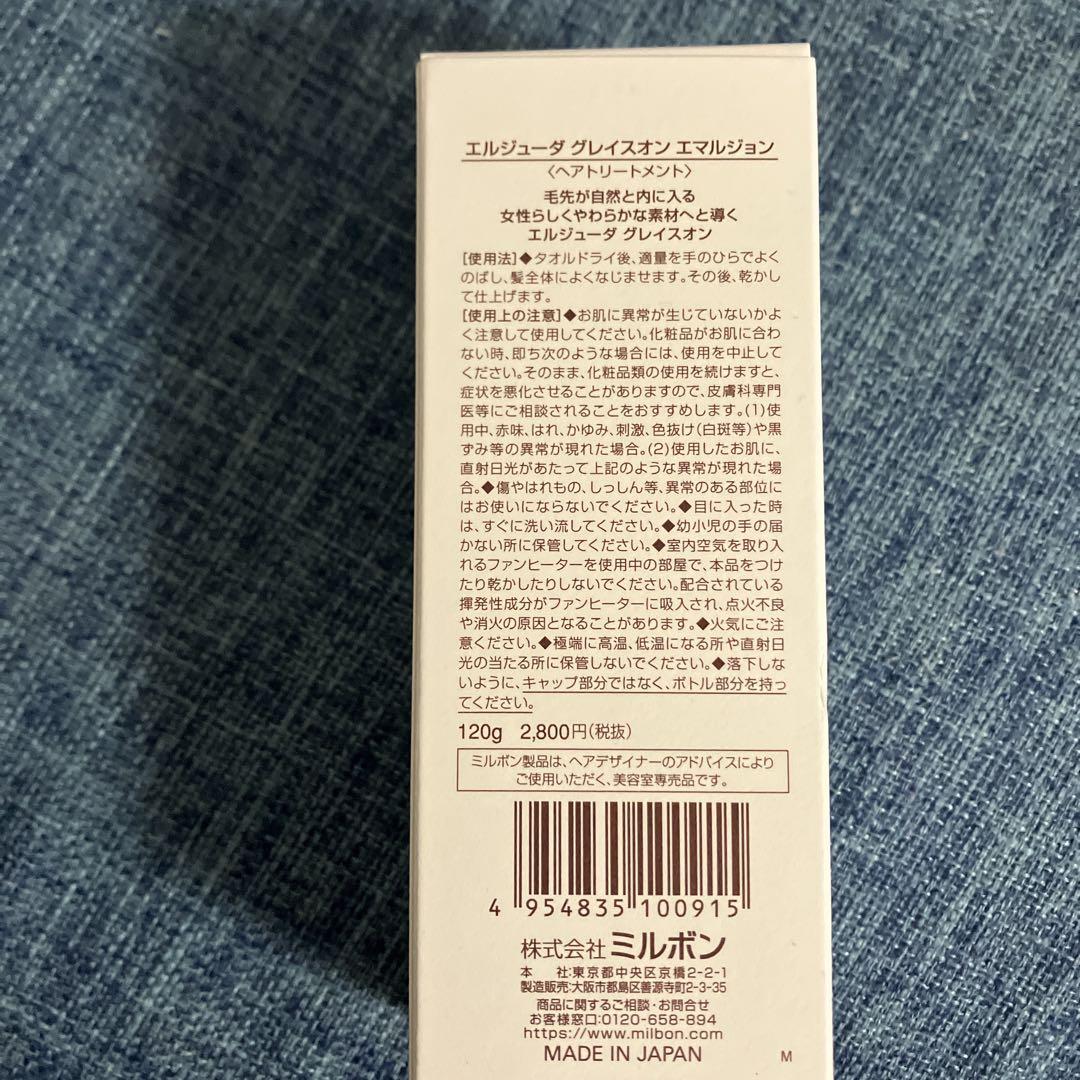 エルジューダ グレイスオン エマルジョン
〈ヘアトリートメント〉
毛先が自然と内に入る
女性らしくやわらかな素材へと導く
エルジューダ グレイスオン
[使用法]◆タオルドライ後、適量を手のひらでよく
のばし、髪全体によくなじませます。その後、乾かし
て仕上げます。
[使用上の注意]◆お肌に異常が生じていないかよ
く注意して使用してください。化粧品がお肌に合わ
ない時、即ち次のような場合には、使用を中止して
ください。そのまま、化粧品類の使用を続けますと、
症状を悪化させることがありますので、皮膚科専門
医等にご相談されることをおすすめします。(1)使
用中、赤味、はれ、かゆみ、刺激、色抜け(白斑等)や黒
ずみ等の異常が現れた場合。(2)使用したお肌に、
直射日光があたって上記のような異常が現れた場
合。◆傷やはれもの、しっしん等、異常のある部位に
はお使いにならないでください。◆目に入った時
は、すぐに洗い流してください。◆幼小児の手の届
かない所に保管してください。◆室内空気を取り入
れるファンヒーターを使用中の部屋で、本品をつけ
たり乾かしたりしないでください。配合されている
揮発性成分がファンヒーターに吸入され、点火不良
や消火の原因となることがあります。◆火気にご注
意ください。◆極端に高温、低温になる所や直射日
光の当たる所に保管しないでください。◆落下しな
いように、キャップ部分ではなく、ボトル部分を持っ
てください。
120g 2,800円(税抜)
ミルボン製品は、ヘアデザイナーのアドバイスにより
ご使用いただく、美容室専売品です。
4 954835 100915
株式会社 ミルボン
本 社:東京都中央区京橋2-2-1
製造販売:大阪市都島区善源寺町2-3-35
商品に関するご相談・お問合せ
お客様窓口:0120-658-894
https://www.milbon.com
MADE IN JAPAN M